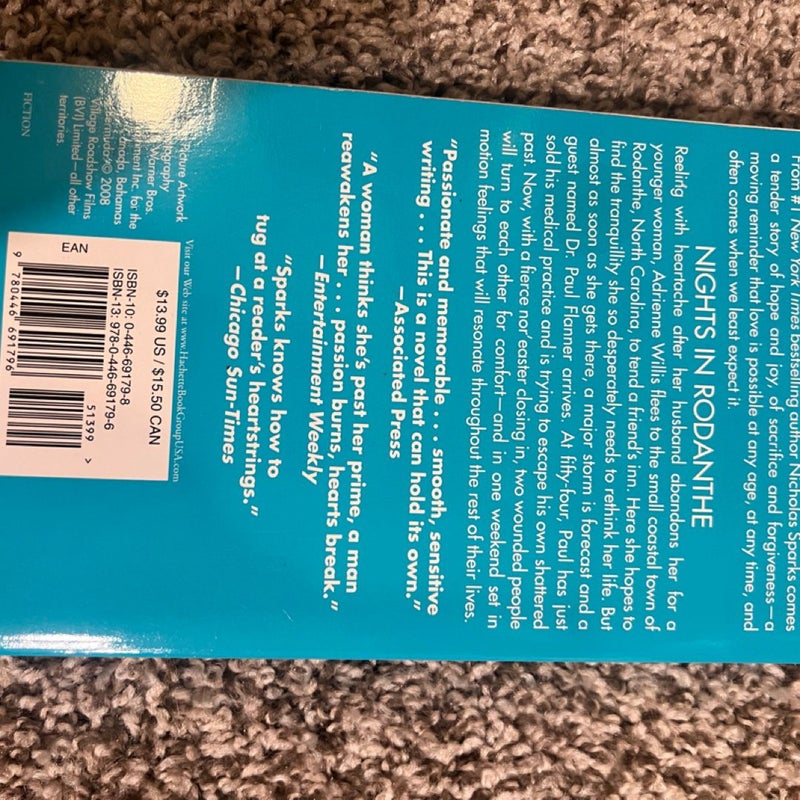 From #1 New York Times bestselling author Nicholas Sparks comes
a tender story of hope and joy, of sacrifice and forgiveness—a
moving reminder that love is possible at any age, at any time, and
often comes when we least expect it.
NIGHTS IN RODANTHE
Reeling with heartache after her husband abandons her for a
younger woman, Adrienne Willis flees to the small coastal town of
Rodanthe, North Carolina, to tend a friend's inn. Here she hopes to
find the tranquility she so desperately needs to rethink her life. But
almost as soon as she gets there, a major storm is forecast and a
guest named Dr. Paul Flanner arrives. At fifty-four, Paul has just
sold his medical practice and is trying to escape his own shattered
past. Now, with a fierce nor'easter closing in, two wounded people
will turn to each other for comfort—and in one weekend set in
motion feelings that will resonate throughout the rest of their lives.
"Passionate and memorable . . . smooth, sensitive
writing . . . This is a novel that can hold its own."
—Associated Press
"A woman thinks she's past her prime, a man
reawakens her . . . passion burns, hearts break."
—Entertainment Weekly
"Sparks knows how to
tug at a reader's heartstrings."
—Chicago Sun-Times
Picture Artwork
Warner Bros.
Inc. for the
Bahamas
© 2008
Village Roadshow Films
(BVI) Limited—all other
territories.
FICTION
Visit our Web site at www.HachetteBookGroupUSA.com
$13.99 US / $15.50 CAN
ISBN-10: 0-446-69179-8
ISBN-13: 978-0-446-69179-6
EAN
9 780446 691796
51399 >